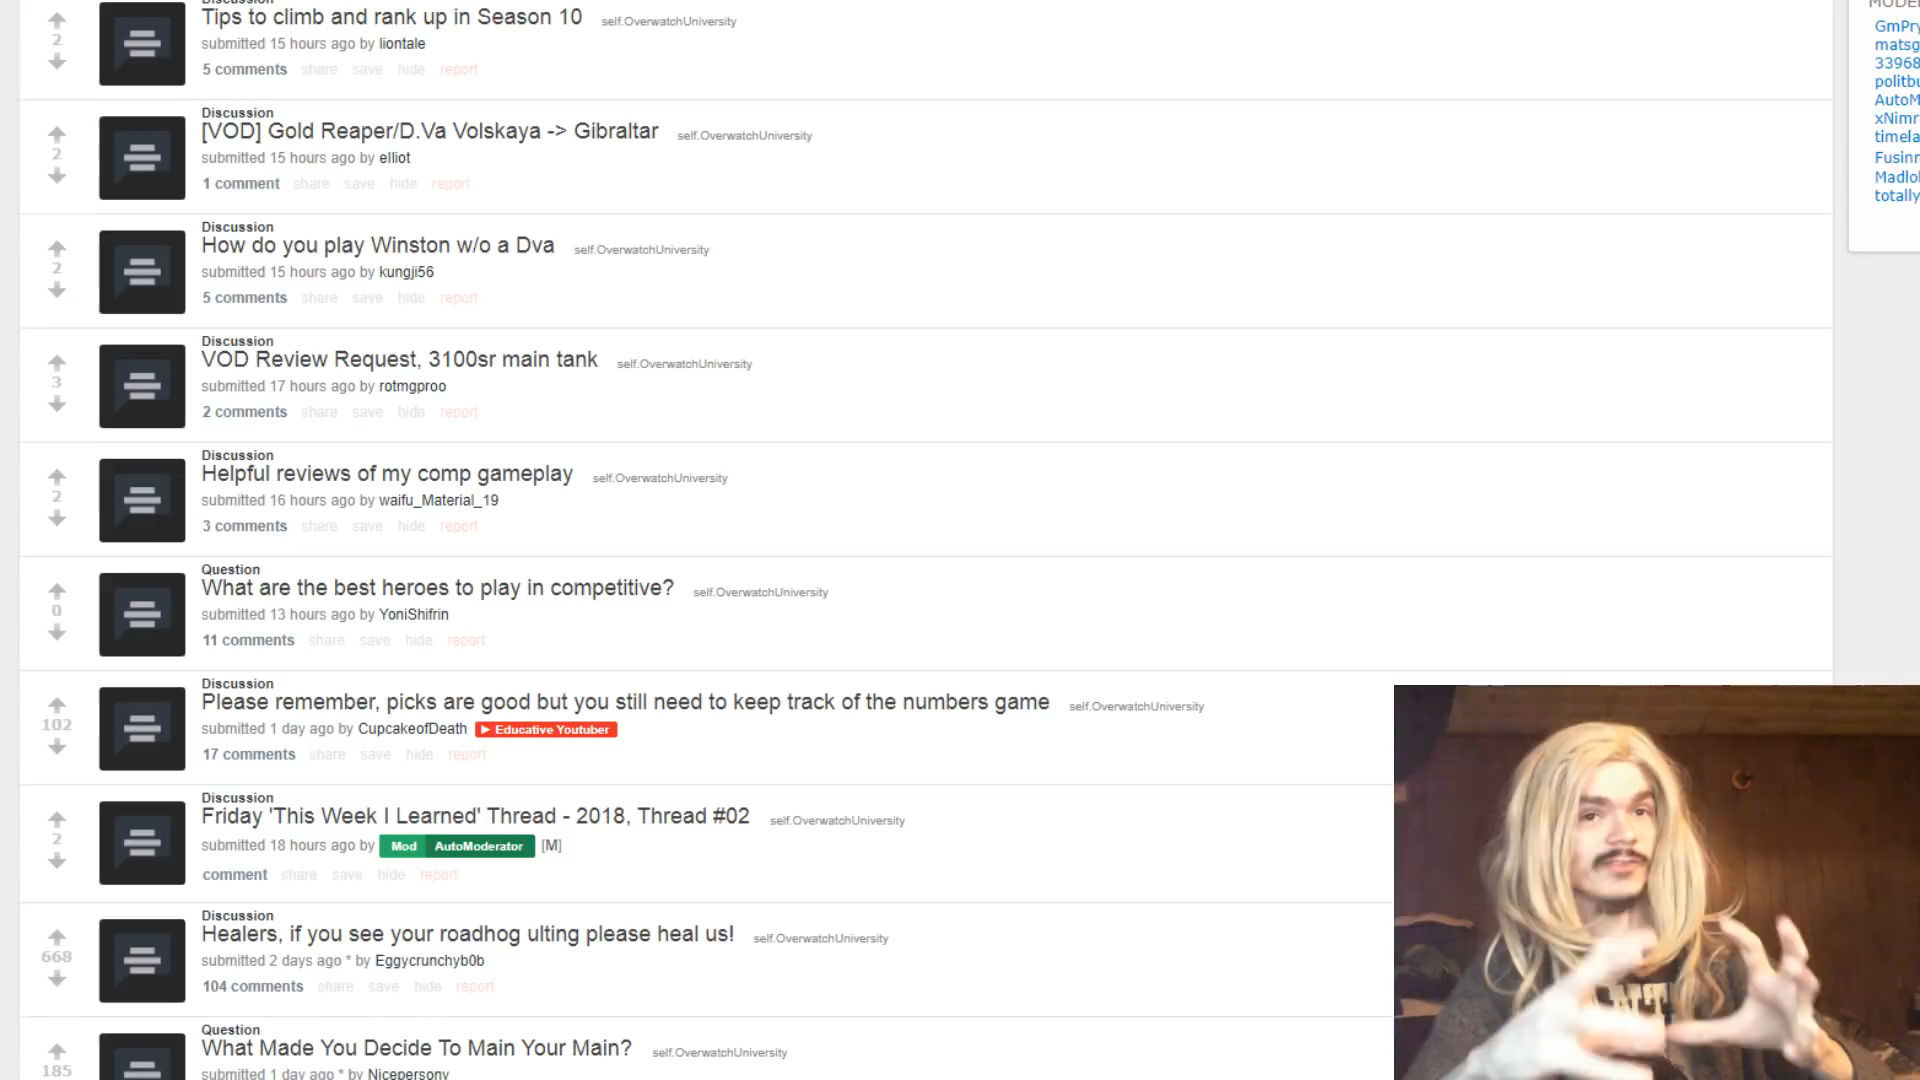 Discussion
MODE
Tips to climb and rank up in Season 10 self.OverwatchUniversity
2
submitted 15 hours ago by liontale
5 comments share save hide report
GmPry
matsg
33968
politbu
AutoM
xNimr
timela
Fusinn
Madlol
totally
Discussion
[VOD] Gold Reaper/D.Va Volskaya -> Gibraltar self.OverwatchUniversity
2
submitted 15 hours ago by elliot
1 comment share save hide report
Discussion
How do you play Winston w/o a Dva self.OverwatchUniversity
2
submitted 15 hours ago by kungji56
5 comments share save hide report
Discussion
VOD Review Request, 3100sr main tank self.OverwatchUniversity
3
submitted 17 hours ago by rotmgproo
2 comments share save hide report
Discussion
Helpful reviews of my comp gameplay self.OverwatchUniversity
2
submitted 16 hours ago by waifu_Material_19
3 comments share save hide report
Question
What are the best heroes to play in competitive? self.OverwatchUniversity
0
submitted 13 hours ago by YoniShifrin
11 comments share save hide report
Discussion
Please remember, picks are good but you still need to keep track of the numbers game self.OverwatchUniversity
102
submitted 1 day ago by CupcakeofDeath Educative Youtuber
17 comments share save hide report
Discussion
Friday 'This Week I Learned' Thread - 2018, Thread #02 self.OverwatchUniversity
2
submitted 18 hours ago by Mod AutoModerator [M]
comment share save hide report
Discussion
Healers, if you see your roadhog ulting please heal us! self.OverwatchUniversity
668
submitted 2 days ago * by Eggycrunchyb0b
104 comments share save hide report
Question
What Made You Decide To Main Your Main? self.OverwatchUniversity
185
submitted 1 day ago * by Nicepersony